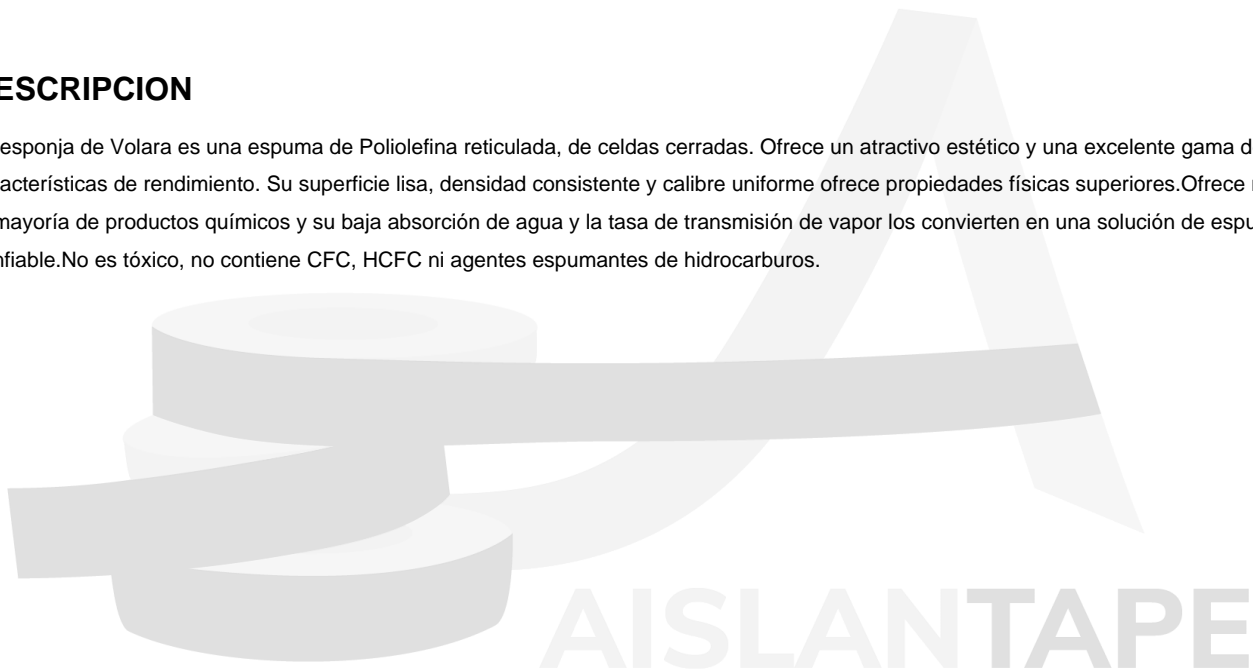 ESCRIPCION
esponja de Volara es una espuma de Poliolefina reticulada, de celdas cerradas. Ofrece un atractivo estético y una excelente gama d
acterísticas de rendimiento. Su superficie lisa, densidad consistente y calibre uniforme ofrece propiedades físicas superiores.Ofrece
mayoría de productos químicos y su baja absorción de agua y la tasa de transmisión de vapor los convierten en una solución de espu
nfiable.No es tóxico, no contiene CFC, HCFC ni agentes espumantes de hidrocarburos.
AISLANTAPE